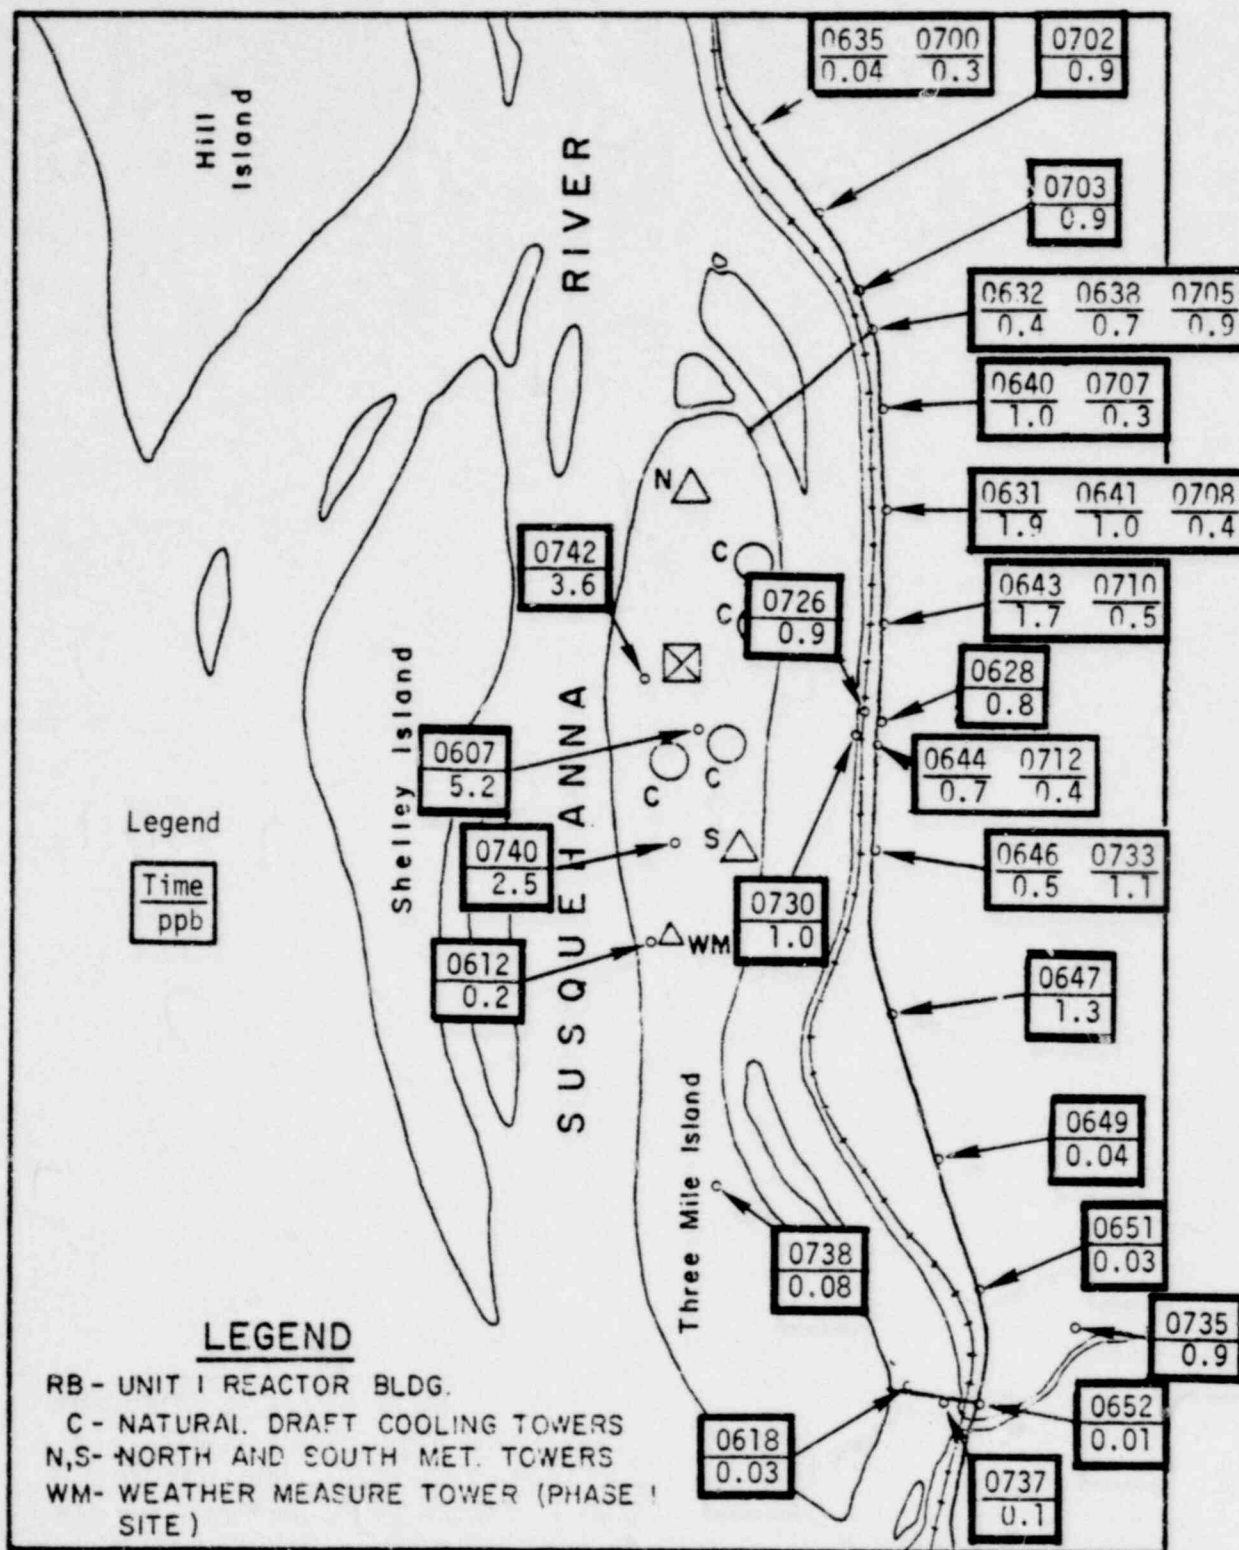 0635 0700
0.04 0.3
0702
0.9
Hill
Island
RIVER
0703
0.9
0632 0638 0705
0.4 0.7 0.9
0640 0707
1.0 0.3
N
0631 0641 0708
1.9 1.0 0.4
0742
3.6
C
0726
0.9
C
0643 0710
1.7 0.5
Shelley Island
SUSQUEHANNA
0628
0.8
0607
5.2
C
C
0644 0712
0.7 0.4
Legend
Time
ppb
0740
2.5
S
0646 0733
0.5 1.1
0730
1.0
0612
0.2
WM
0647
1.3
Three Mile Island
0649
0.04
0738
0.08
0651
0.03
0735
0.9
LEGEND
RB - UNIT I REACTOR BLDG.
C - NATURAL DRAFT COOLING TOWERS
N,S- NORTH AND SOUTH MET. TOWERS
WM- WEATHER MEASURE TOWER (PHASE I
SITE)
0618
0.03
0652
0.01
0737
0.1